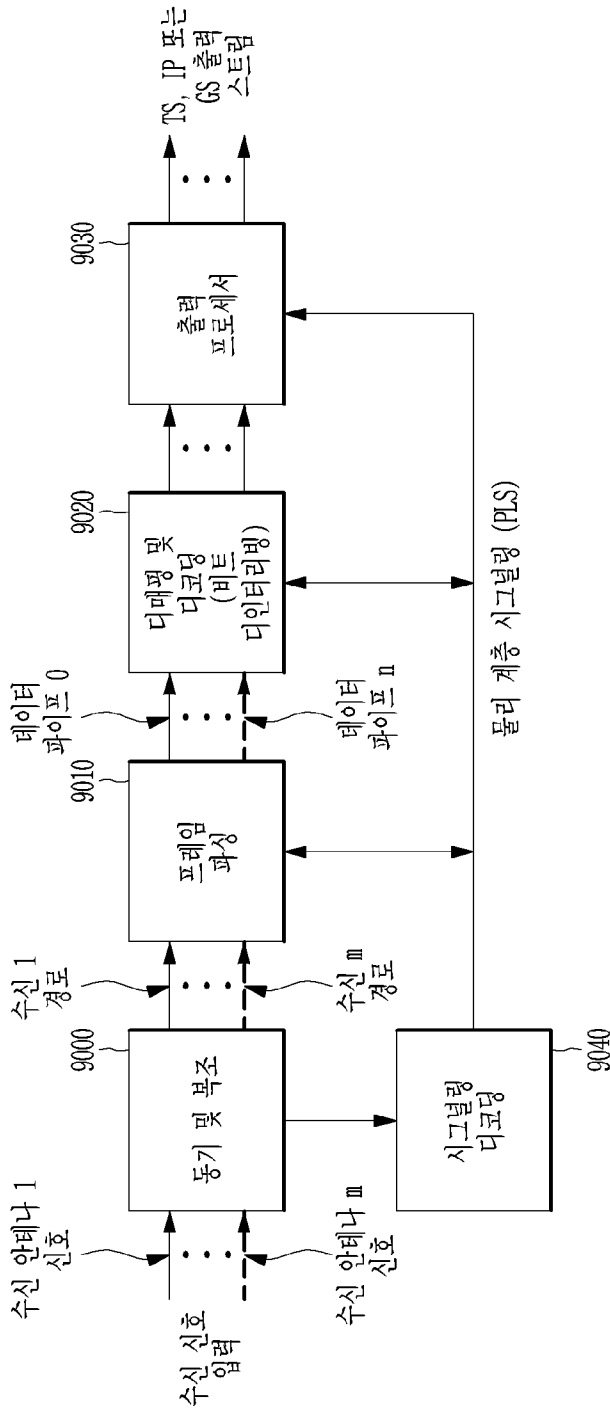 수신 안테나 1
신호
수신 신호
입력
수신 안테나 m
신호
9000
동기 및 복조
수신 1
경로
수신 m
경로
9010
프레임
파싱
데이터
파이프 0
데이터
파이프 n
9020
디매핑 및
디코딩
(비트
디인터리빙)
9030
출력
프로세서
TS, IP 또는
GS 출력
스트림
시그널링
디코딩
9040
물리 계층 시그널링 (PLS)